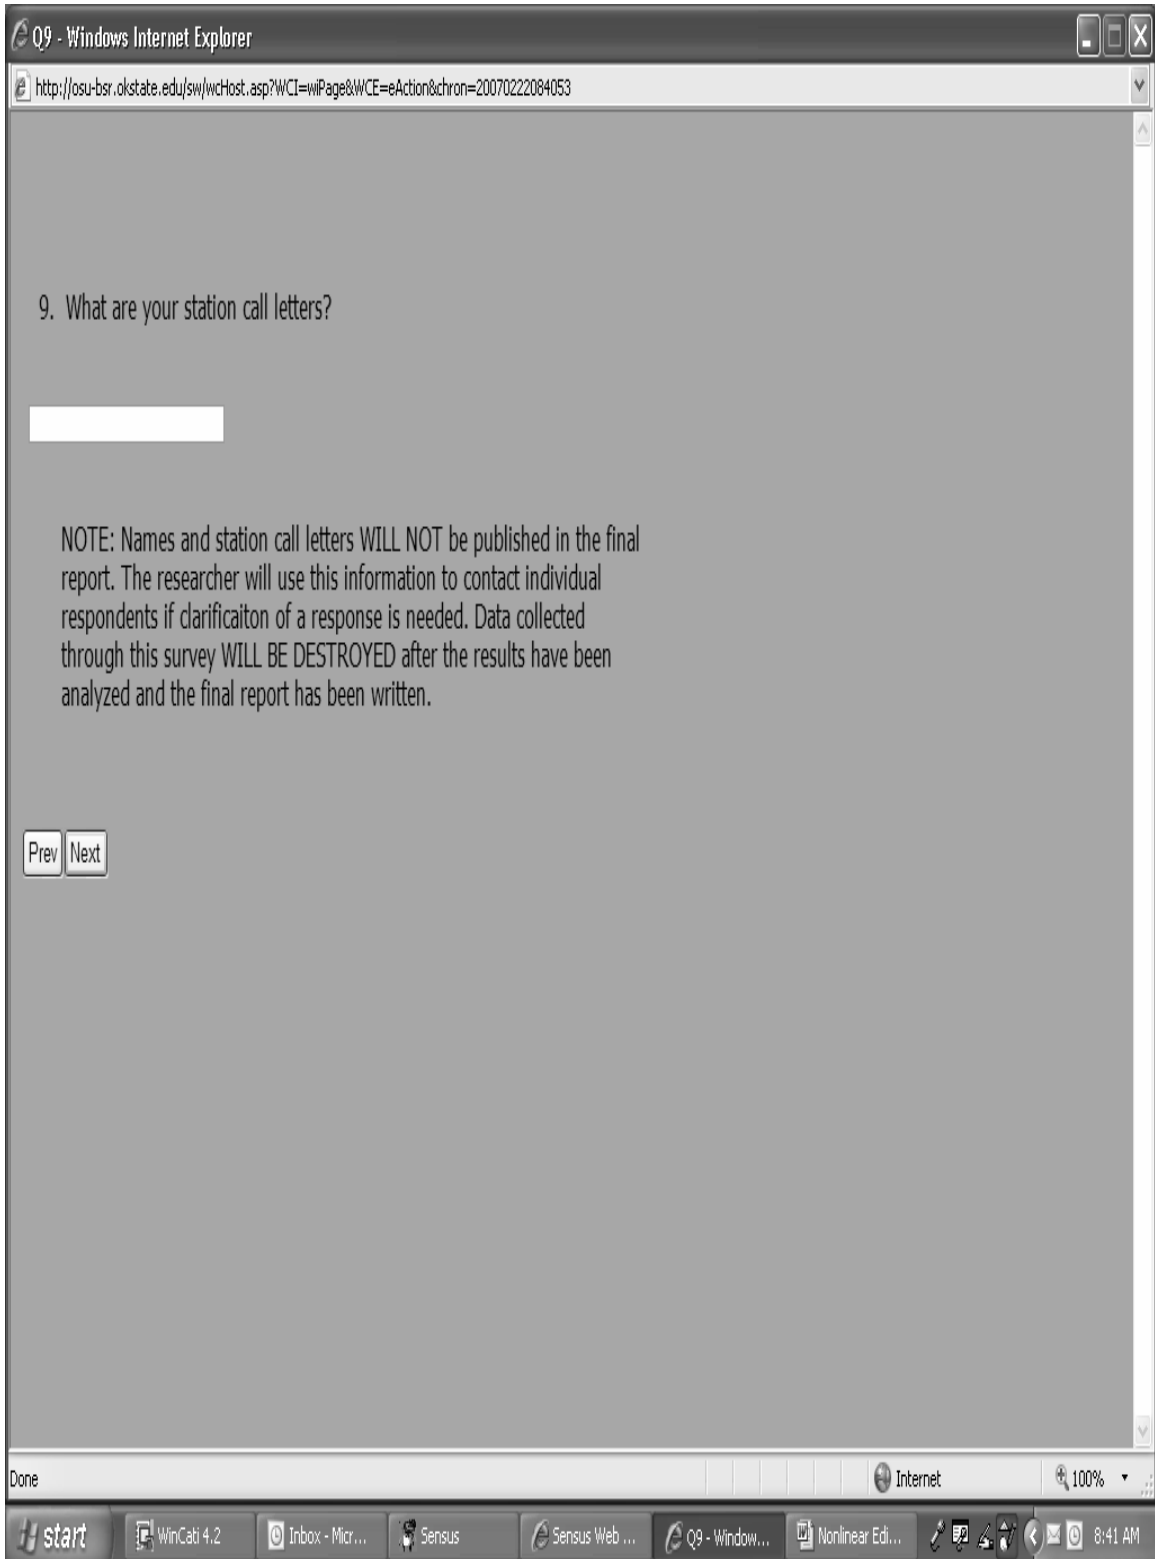 Q9 - Windows Internet Explorer
http://osu-bsr.okstate.edu/sw/wcHost.asp?WCI=wiPage&WCE=eAction&chron=20070222084053
9. What are your station call letters?
NOTE: Names and station call letters WILL NOT be published in the final
report. The researcher will use this information to contact individual
respondents if clarificaiton of a response is needed. Data collected
through this survey WILL BE DESTROYED after the results have been
analyzed and the final report has been written.
Prev Next
Done Internet 100%
start WinCati 4.2 Inbox - Micr... Sensus Sensus Web ... Q9 - Window... Nonlinear Edi... 8:41 AM